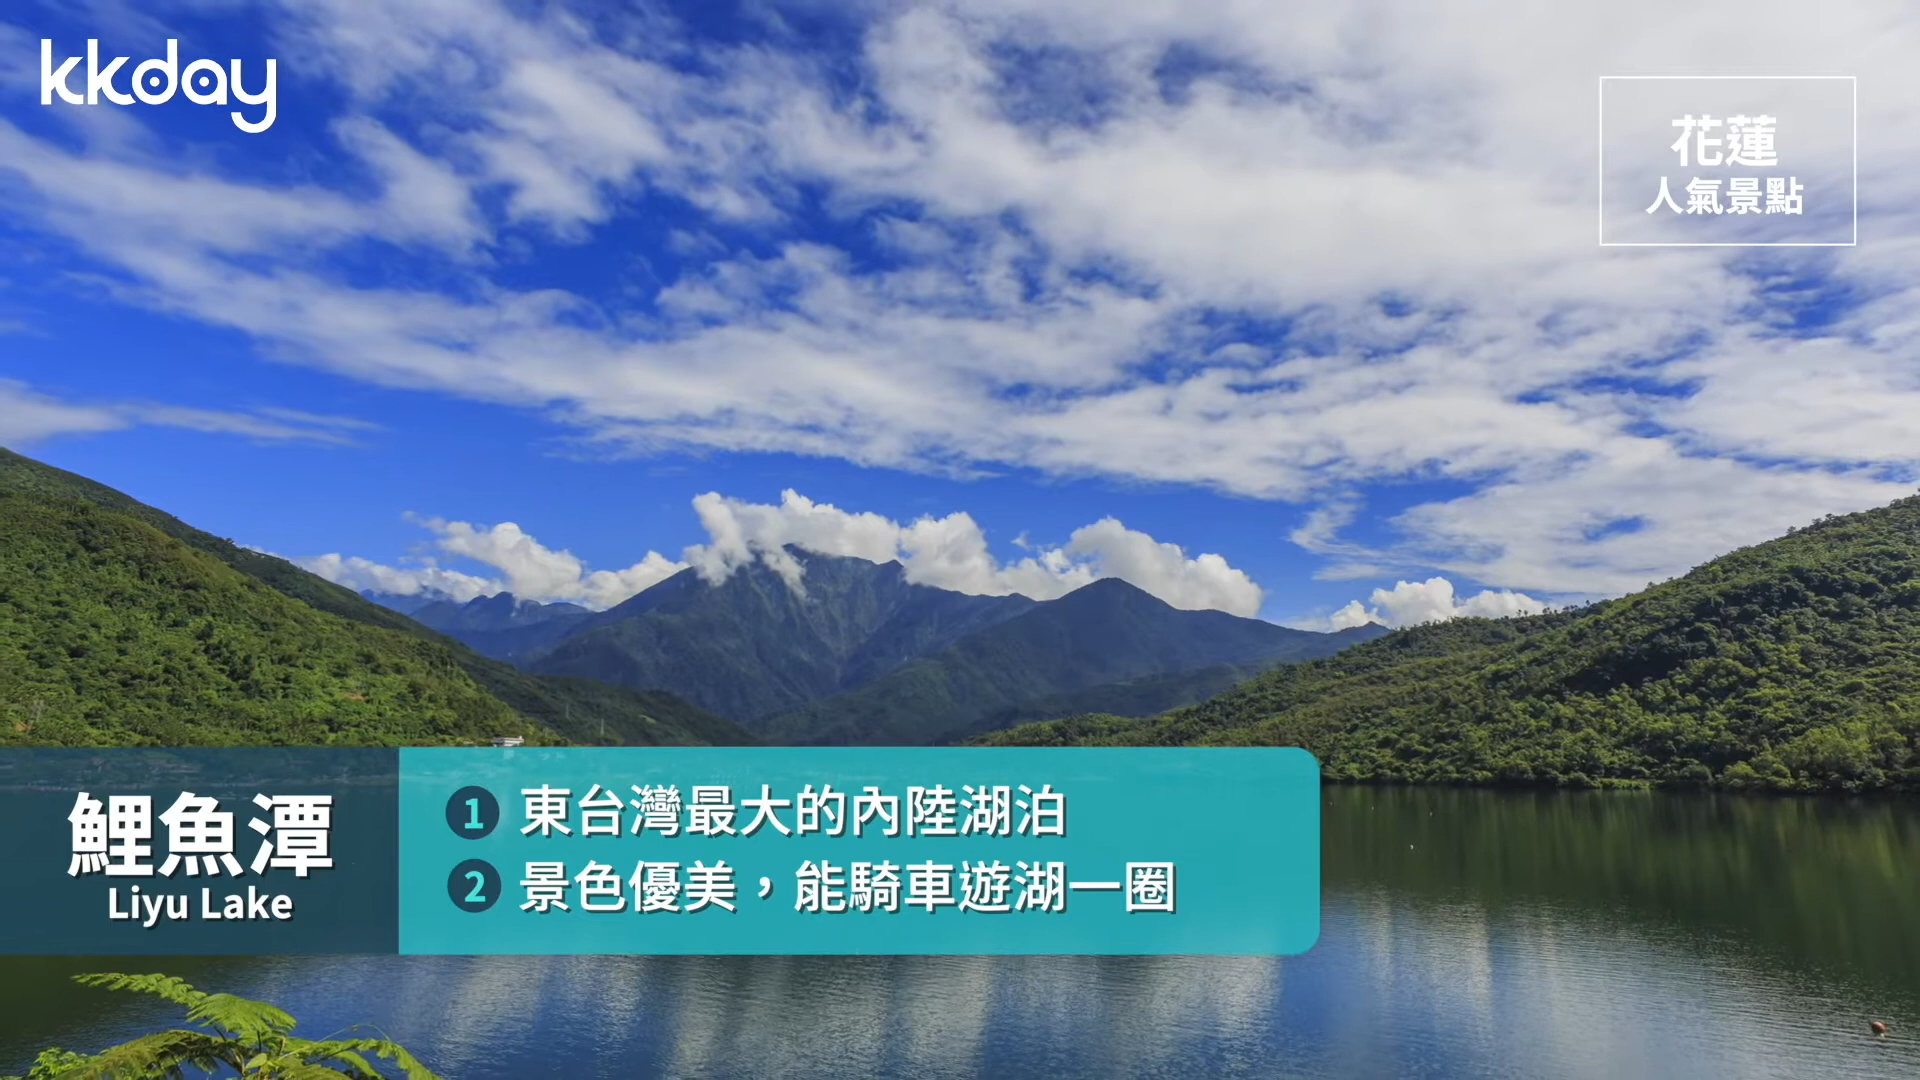 kkday
花蓮
人氣景點
鯉魚潭
Liyu Lake
1 東台灣最大的內陸湖泊
2 景色優美，能騎車遊湖一圈